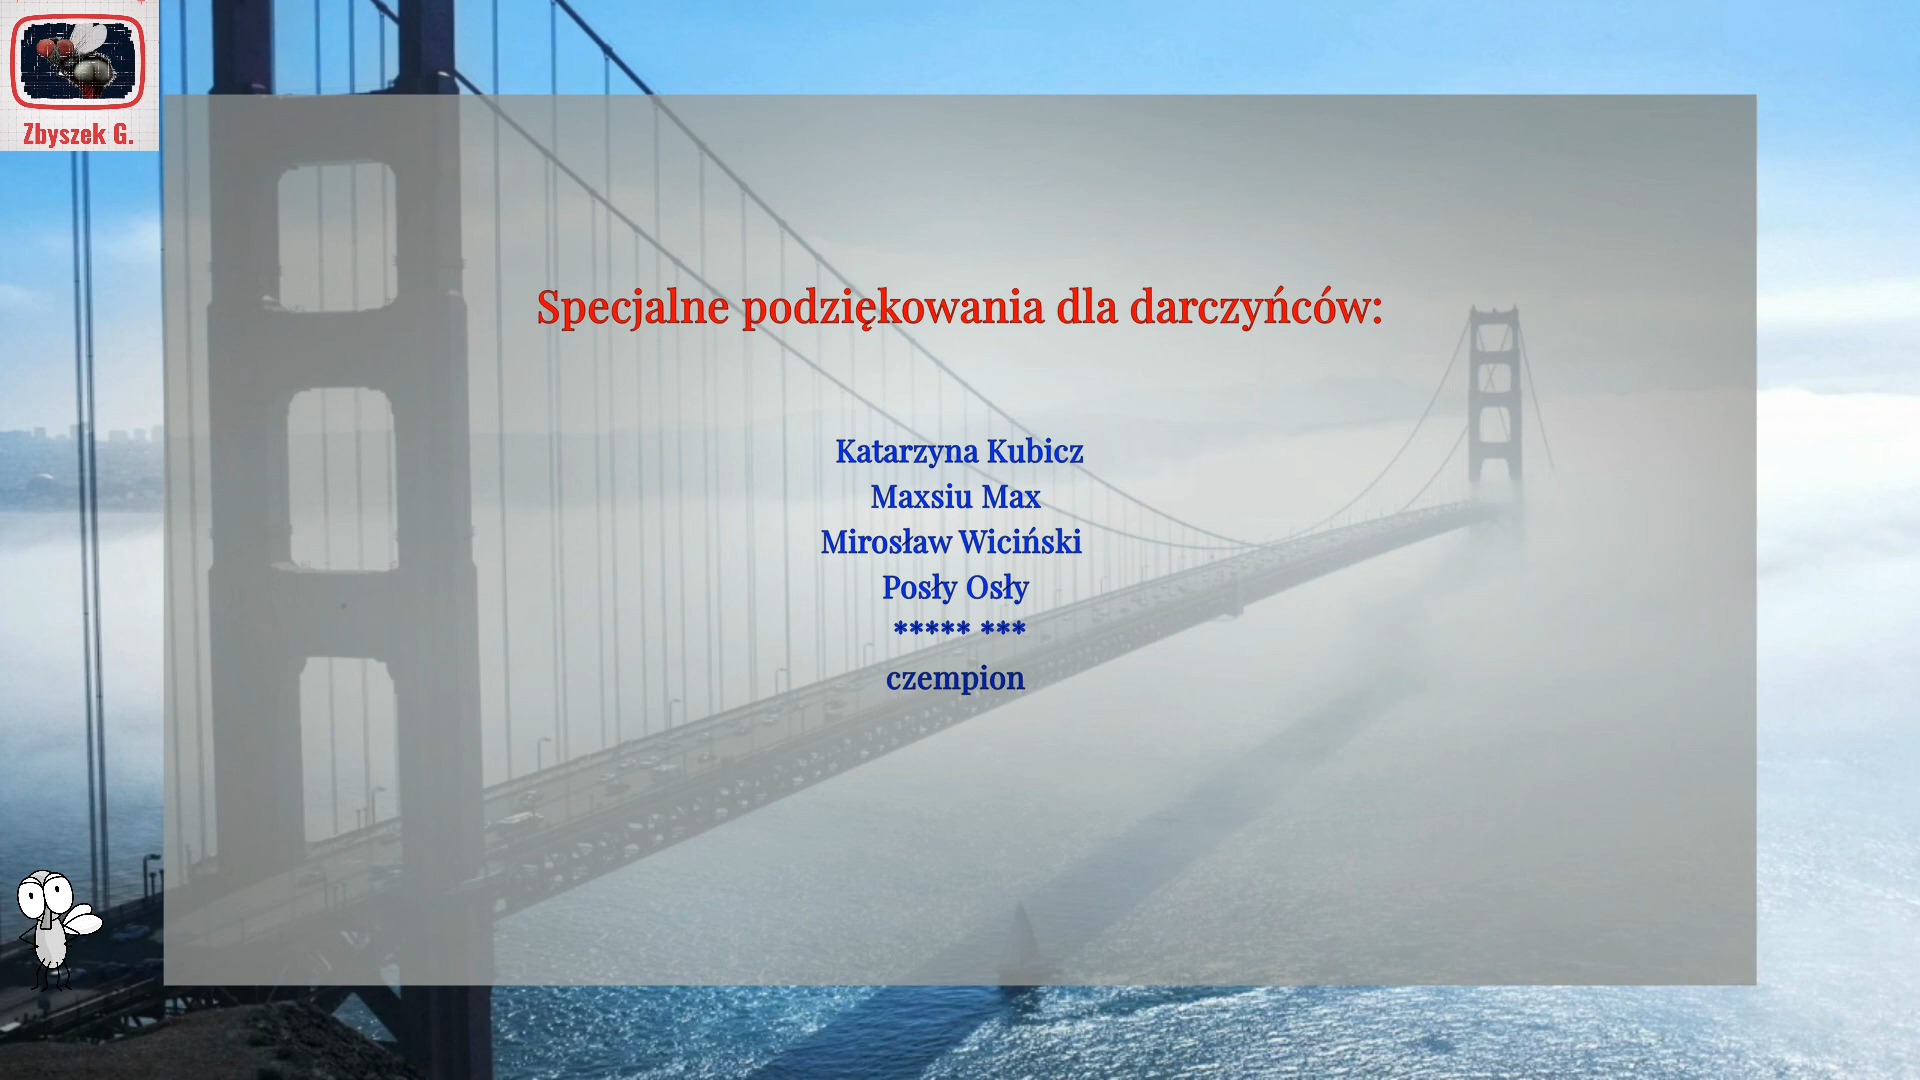 Zbyszek G.
Specjalne podziękowania dla darczyńców:
Katarzyna Kubicz
Maxsiu Max
Mirosław Wiciński
Posły Osły
***** ***
czempion